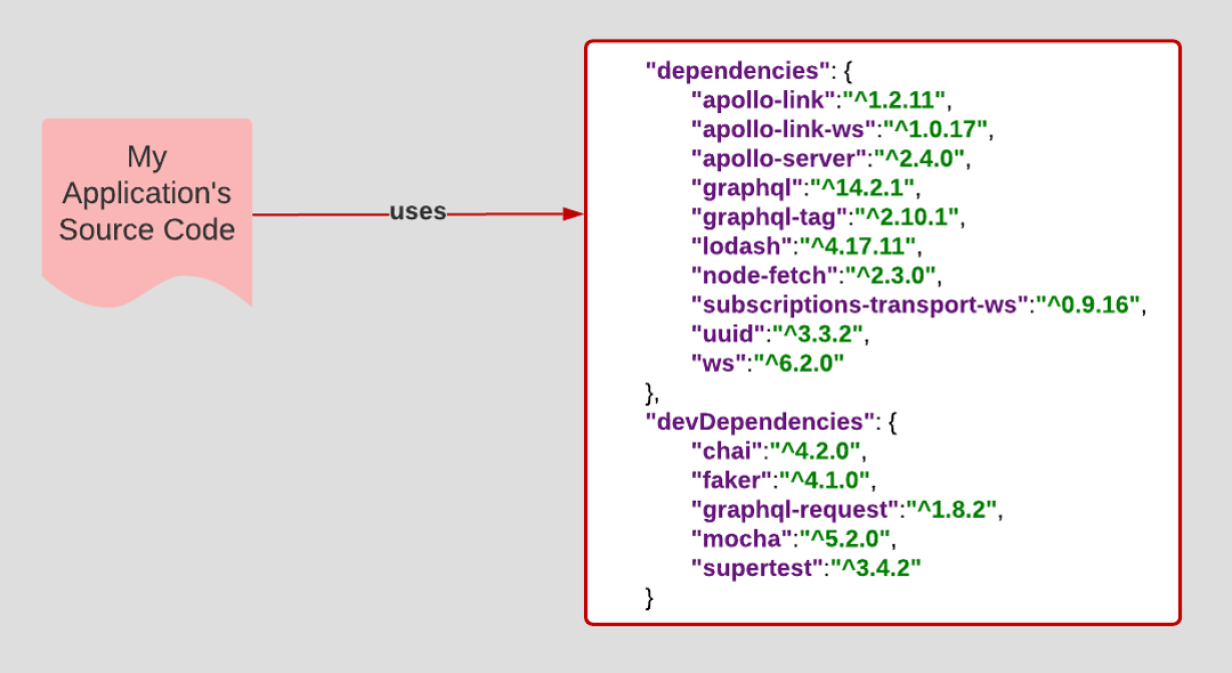 My
Application's
Source Code
uses
"dependencies": {
"apollo-link":"^1.2.11",
"apollo-link-ws":"^1.0.17",
"apollo-server":"^2.4.0",
"graphql":"^14.2.1",
"graphql-tag":"^2.10.1",
"lodash":"^4.17.11",
"node-fetch":"^2.3.0",
"subscriptions-transport-ws":"^0.9.16",
"uuid":"^3.3.2",
"ws":"^6.2.0"
},
"devDependencies": {
"chai":"^4.2.0",
"faker":"^4.1.0",
"graphql-request":"^1.8.2",
"mocha":"^5.2.0",
"supertest":"^3.4.2"
}